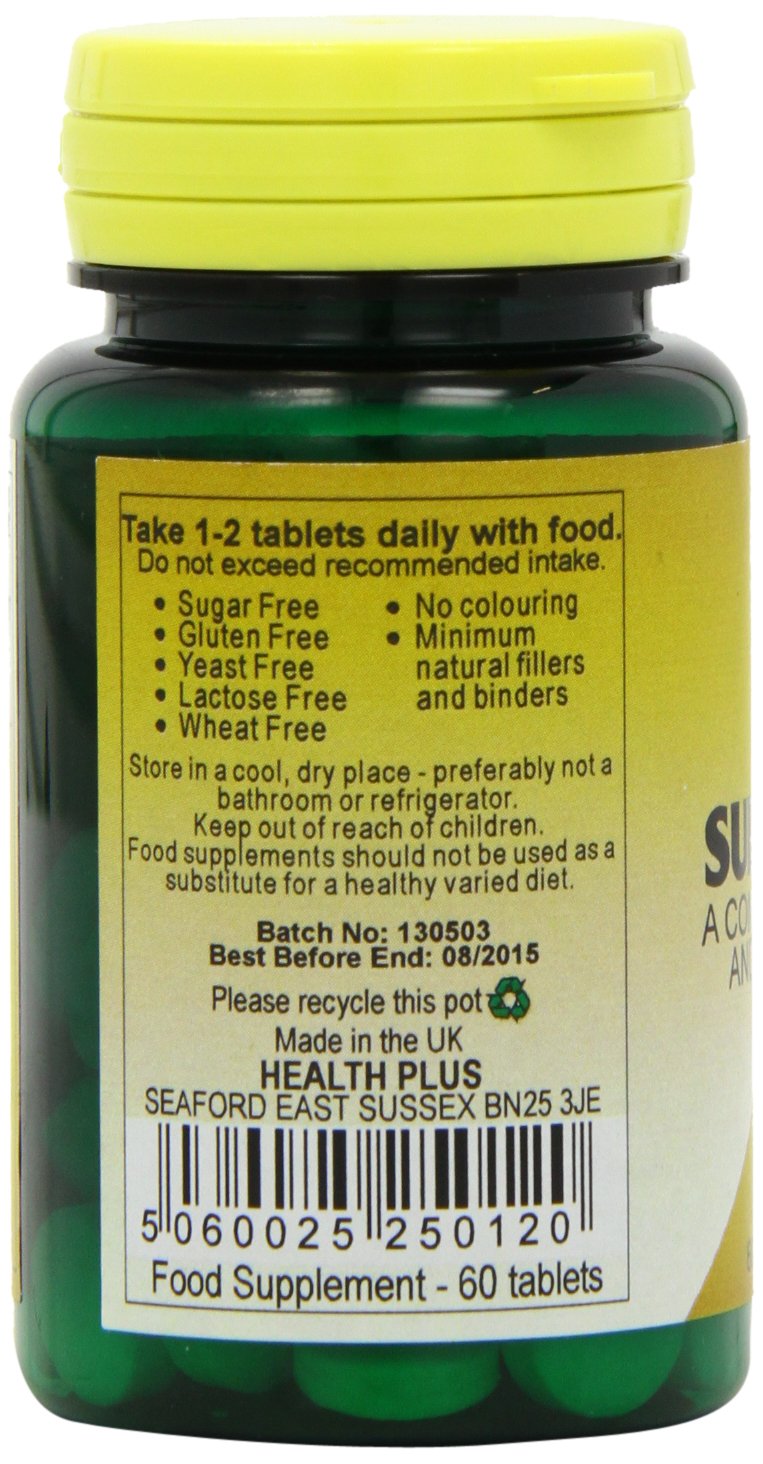 Take 1-2 tablets daily with food.
Do not exceed recommended intake.
• Sugar Free
• Gluten Free
• Yeast Free
• Lactose Free
• Wheat Free
• No colouring
• Minimum
natural fillers
and binders
Store in a cool, dry place - preferably not a
bathroom or refrigerator.
Keep out of reach of children.
Food supplements should not be used as a
substitute for a healthy varied diet.
Batch No: 130503
Best Before End: 08/2015
Please recycle this pot
Made in the UK
HEALTH PLUS
SEAFORD EAST SUSSEX BN25 3JE
5 060025 250120
Food Supplement - 60 tablets
A